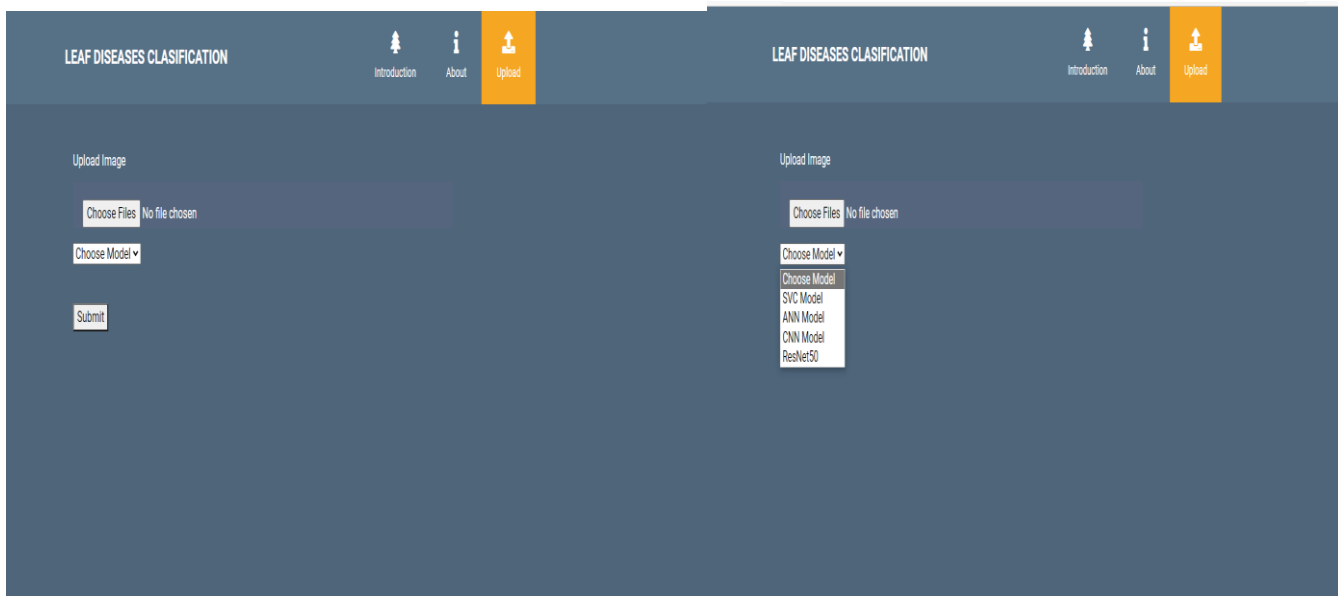 LEAF DISEASES CLASIFICATION
Introduction
About
Upload
Upload Image
Choose Files No file chosen
Choose Model
Submit
LEAF DISEASES CLASIFICATION
Introduction
About
Upload
Upload Image
Choose Files No file chosen
Choose Model
Choose Model
SVC Model
ANN Model
CNN Model
ResNet50